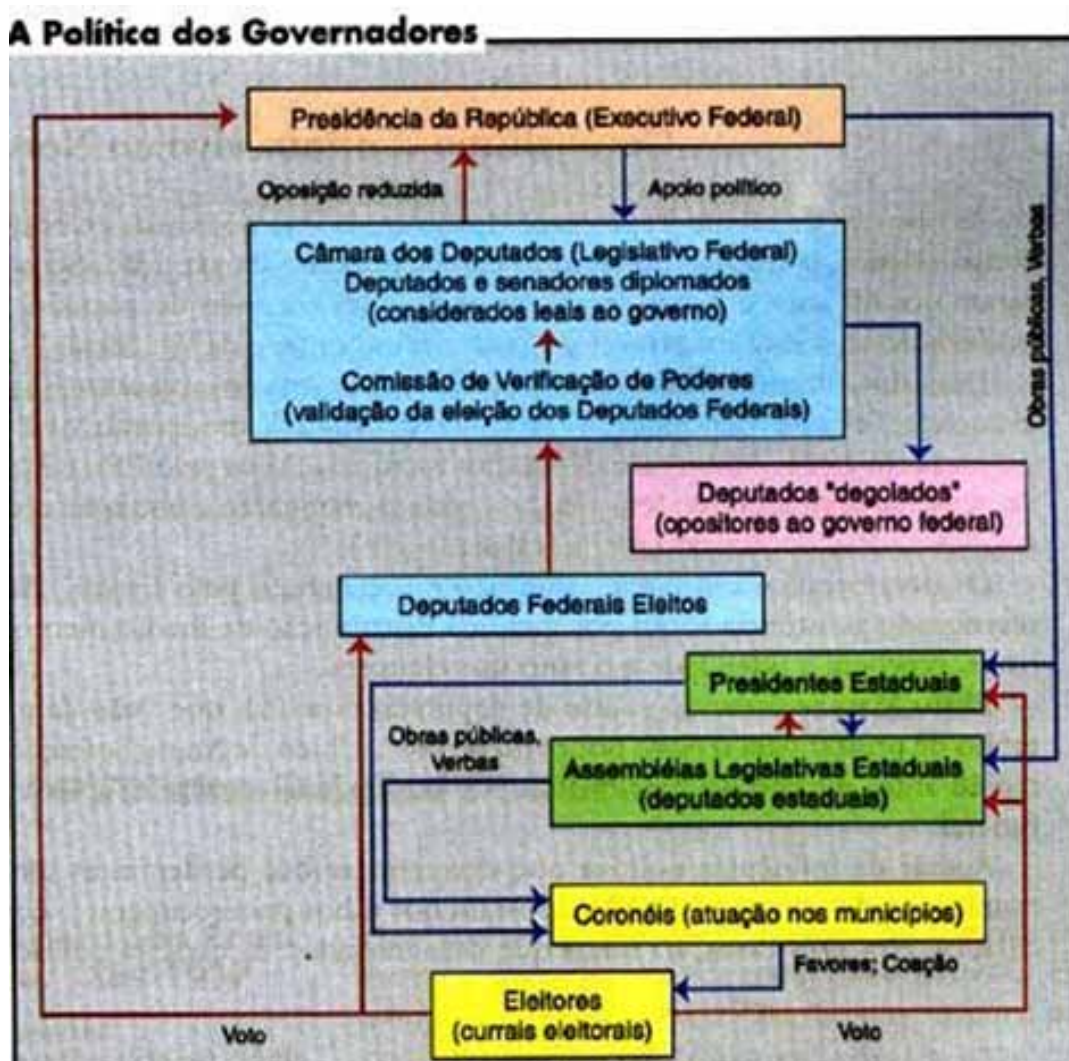 A Política dos Governadores
Presidência da República (Executivo Federal)
Oposição reduzida
Apoio político
Obras públicas, Verbas
Câmara dos Deputados (Legislativo Federal)
Deputados e senadores diplomados
(considerados leais ao governo)
Comissão de Verificação de Poderes
(validação da eleição dos Deputados Federais)
Deputados "degolados"
(opositores ao governo federal)
Deputados Federais Eleitos
Presidentes Estaduais
Obras públicas,
Verbas
Assembléias Legislativas Estaduais
(deputados estaduais)
Coronéis (atuação nos municípios)
Favores; Coação
Eleitores
(currais eleitorais)
Voto
Voto